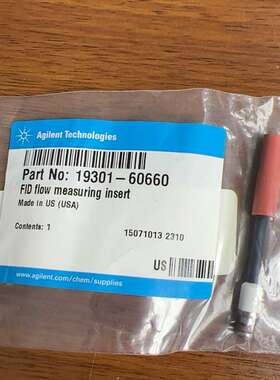 Agilent Technologies
Part No: 19301-60660
FID flow measuring insert
Made in US (USA)
Contents: 1
15071013 2310
US
www.agilent.com/chem/supplies